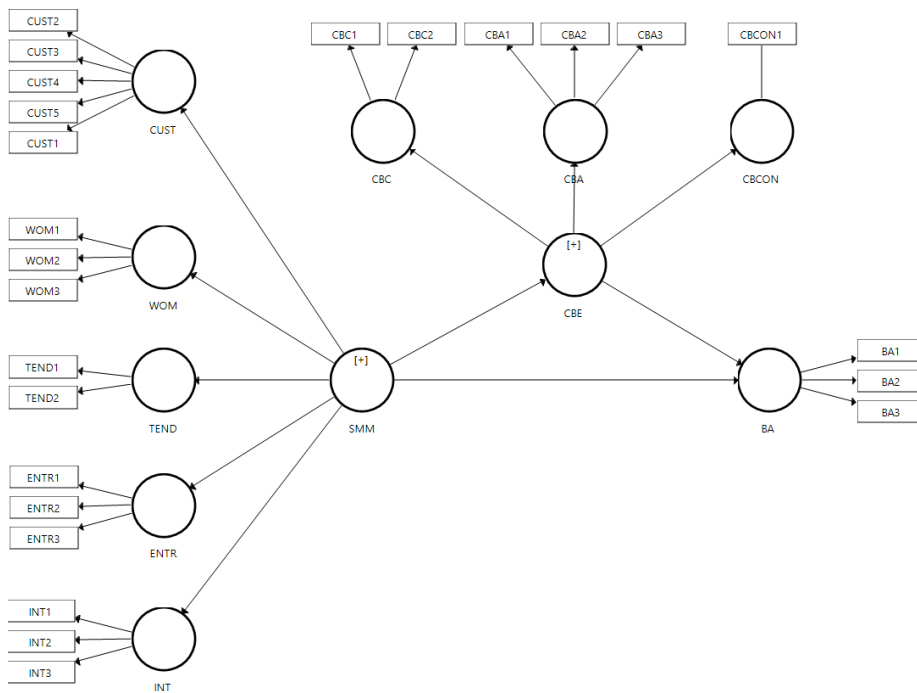 CUST2
CUST3
CUST4
CUST5
CUST1
CUST
CBC1
CBC2
CBA1
CBA2
CBA3
CBCON1
CBC
CBA
CBCON
WOM1
WOM2
WOM3
WOM
[+]
CBE
TEND1
TEND2
TEND
[+]
SMM
BA1
BA2
BA3
BA
ENTR1
ENTR2
ENTR3
ENTR
INT1
INT2
INT3
INT